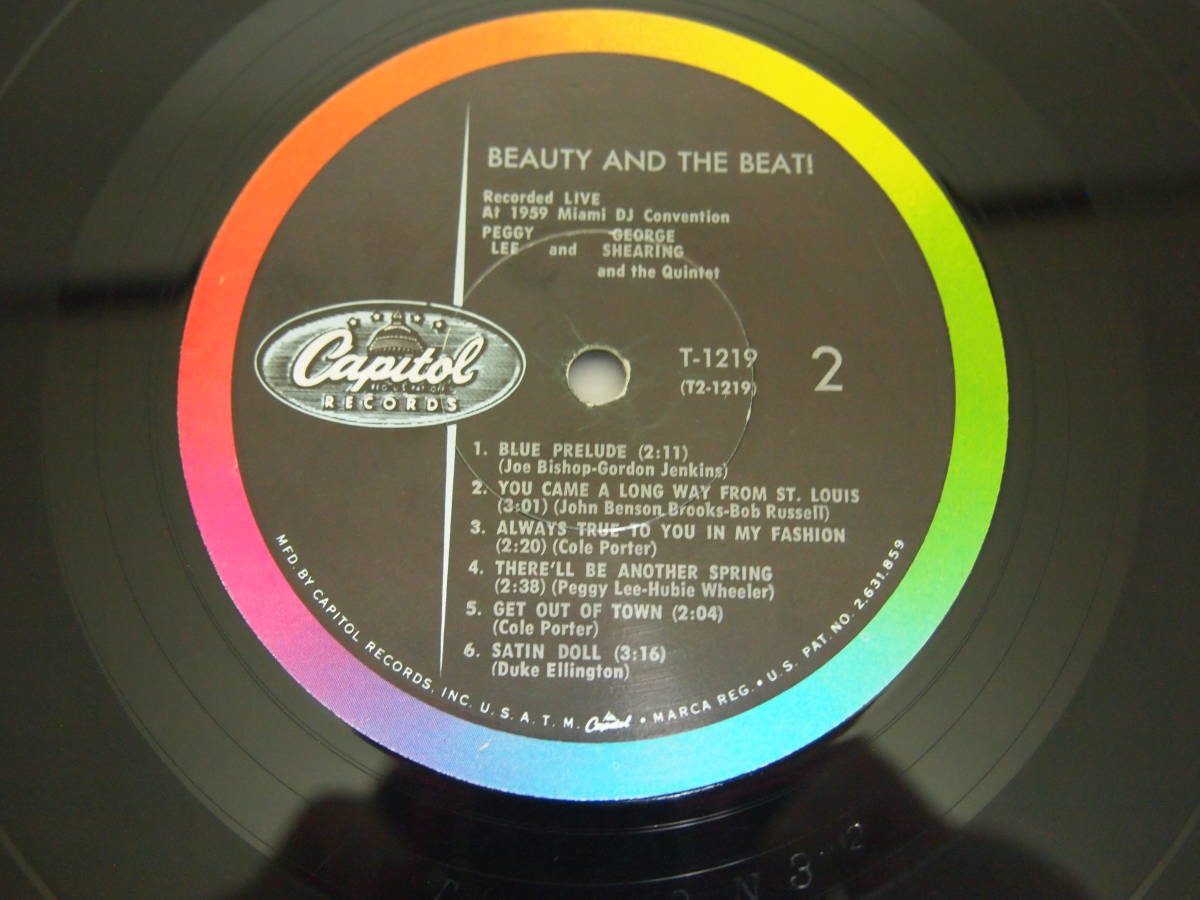 BEAUTY AND THE BEAT!
Recorded LIVE
At 1959 Miami DJ Convention
PEGGY GEORGE
LEE and SHEARING
and the Quintet
Capitol
RECORDS
T-1219
(T2-1219)
2
1. BLUE PRELUDE (2:11)
(Joe Bishop-Gordon Jenkins)
2. YOU CAME A LONG WAY FROM ST. LOUIS
(3:01) (John Benson Brooks-Bob Russell)
3. ALWAYS TRUE TO YOU IN MY FASHION
(2:20) (Cole Porter)
4. THERE'LL BE ANOTHER SPRING
(2:38) (Peggy Lee-Hubie Wheeler)
5. GET OUT OF TOWN (2:04)
(Cole Porter)
6. SATIN DOLL (3:16)
(Duke Ellington)
MFD. BY CAPITOL RECORDS, INC. U.S.A. T.M. Capitol • MARCA REG. • U.S. PAT. NO. 2,631,859